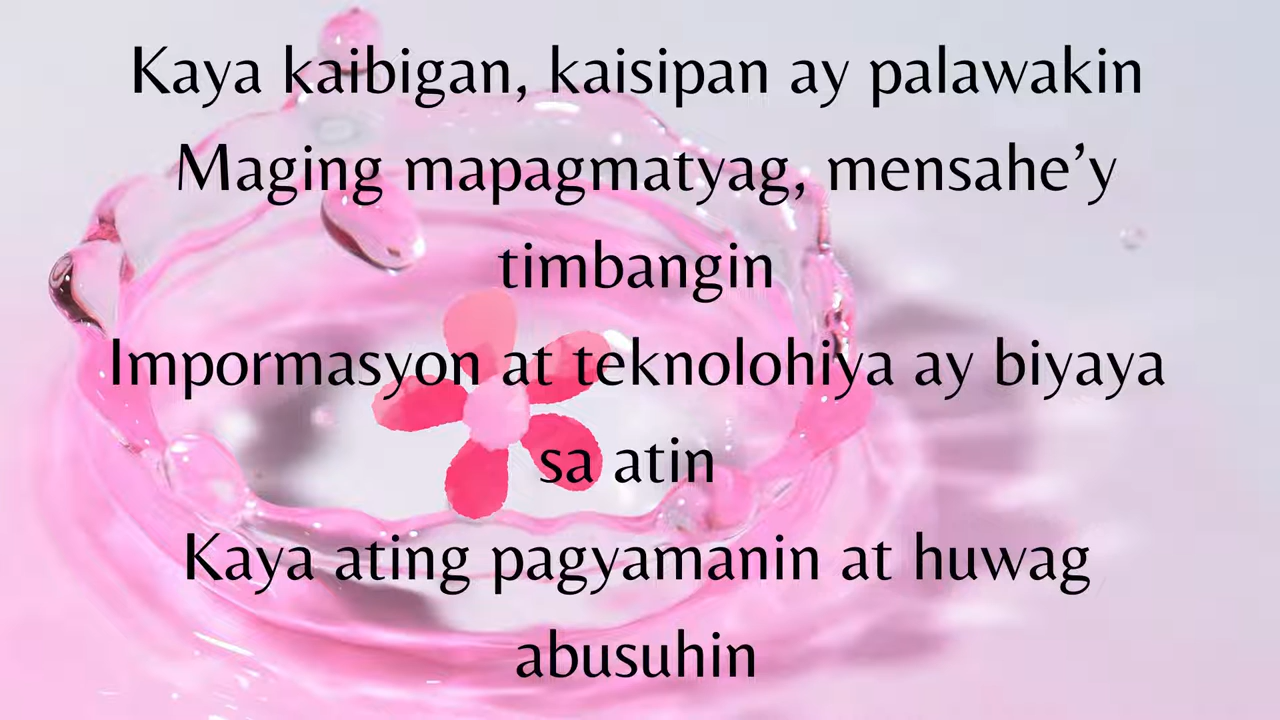 Kaya kaibigan, kaisipan ay palawakin
Maging mapagmatyag, mensahe’y
timbangin
Impormasyon at teknolohiya ay biyaya
sa atin
Kaya ating pagyamanin at huwag
abusuhin